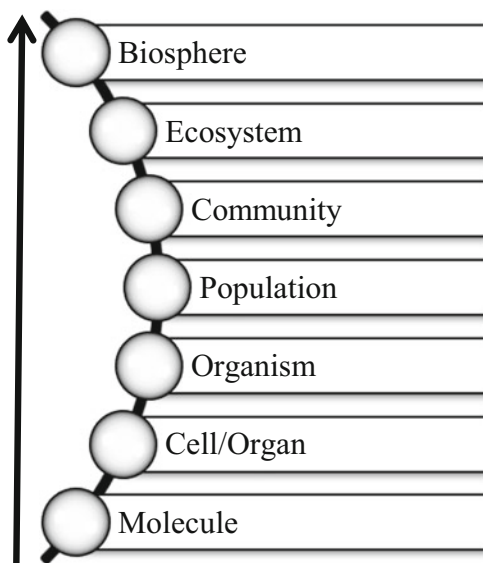 Biosphere
Ecosystem
Community
Population
Organism
Cell/Organ
Molecule